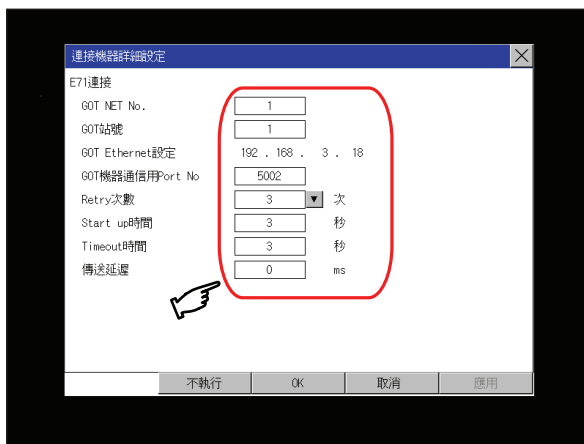 連接機器詳細設定
E71連接
GOT NET No. 1
GOT站號 1
GOT Ethernet設定 192 . 168 . 3 . 18
GOT機器通信用Port No 5002
Retry次數 3 ▼ 次
Start up時間 3 秒
Timeout時間 3 秒
傳送延遲 0 ms
不執行 OK 取消 應用